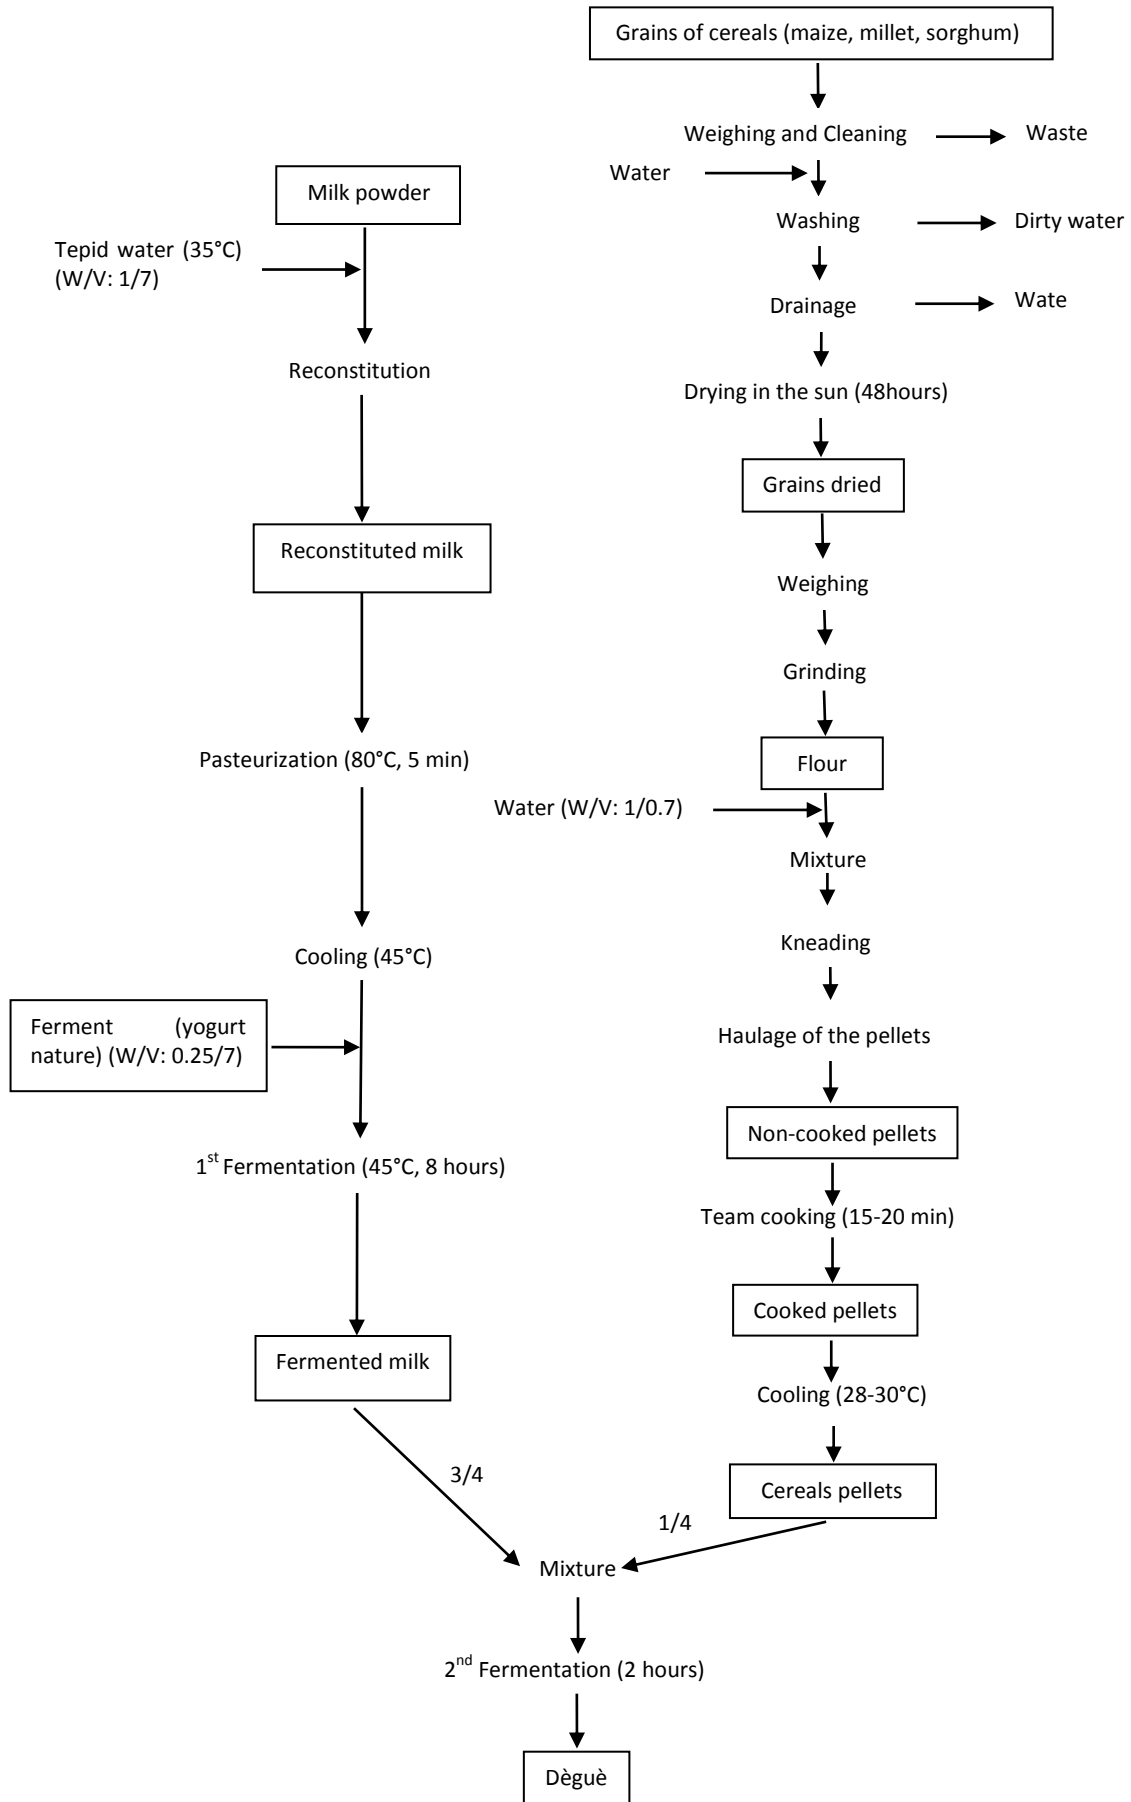 Grains of cereals (maize, millet, sorghum)
Weighing and Cleaning
Waste
Water
Washing
Dirty water
Drainage
Wate
Drying in the sun (48hours)
Grains dried
Weighing
Grinding
Flour
Water (W/V: 1/0.7)
Mixture
Kneading
Haulage of the pellets
Non-cooked pellets
Team cooking (15-20 min)
Cooked pellets
Cooling (28-30°C)
Cereals pellets
1/4
Milk powder
Tepid water (35°C)
(W/V: 1/7)
Reconstitution
Reconstituted milk
Pasteurization (80°C, 5 min)
Cooling (45°C)
Ferment (yogurt
nature) (W/V: 0.25/7)
1st Fermentation (45°C, 8 hours)
Fermented milk
3/4
Mixture
2nd Fermentation (2 hours)
Dèguè